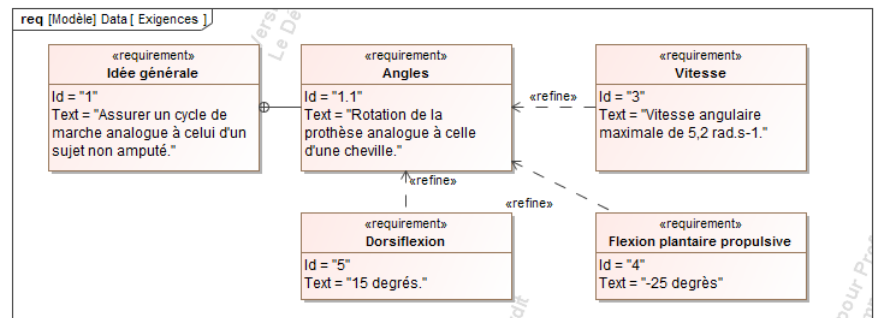 req [Modèle] Data [ Exigences ]
«requirement»
Idée générale
Id = "1"
Text = "Assurer un cycle de
marche analogue à celui d'un
sujet non amputé."
«requirement»
Angles
Id = "1.1"
Text = "Rotation de la
prothèse analogue à celle
d'une cheville."
«refine»
«requirement»
Vitesse
Id = "3"
Text = "Vitesse angulaire
maximale de 5,2 rad.s-1."
«refine»
«refine»
«requirement»
Dorsiflexion
Id = "5"
Text = "15 degrés."
«requirement»
Flexion plantaire propulsive
Id = "4"
Text = "-25 degrès"